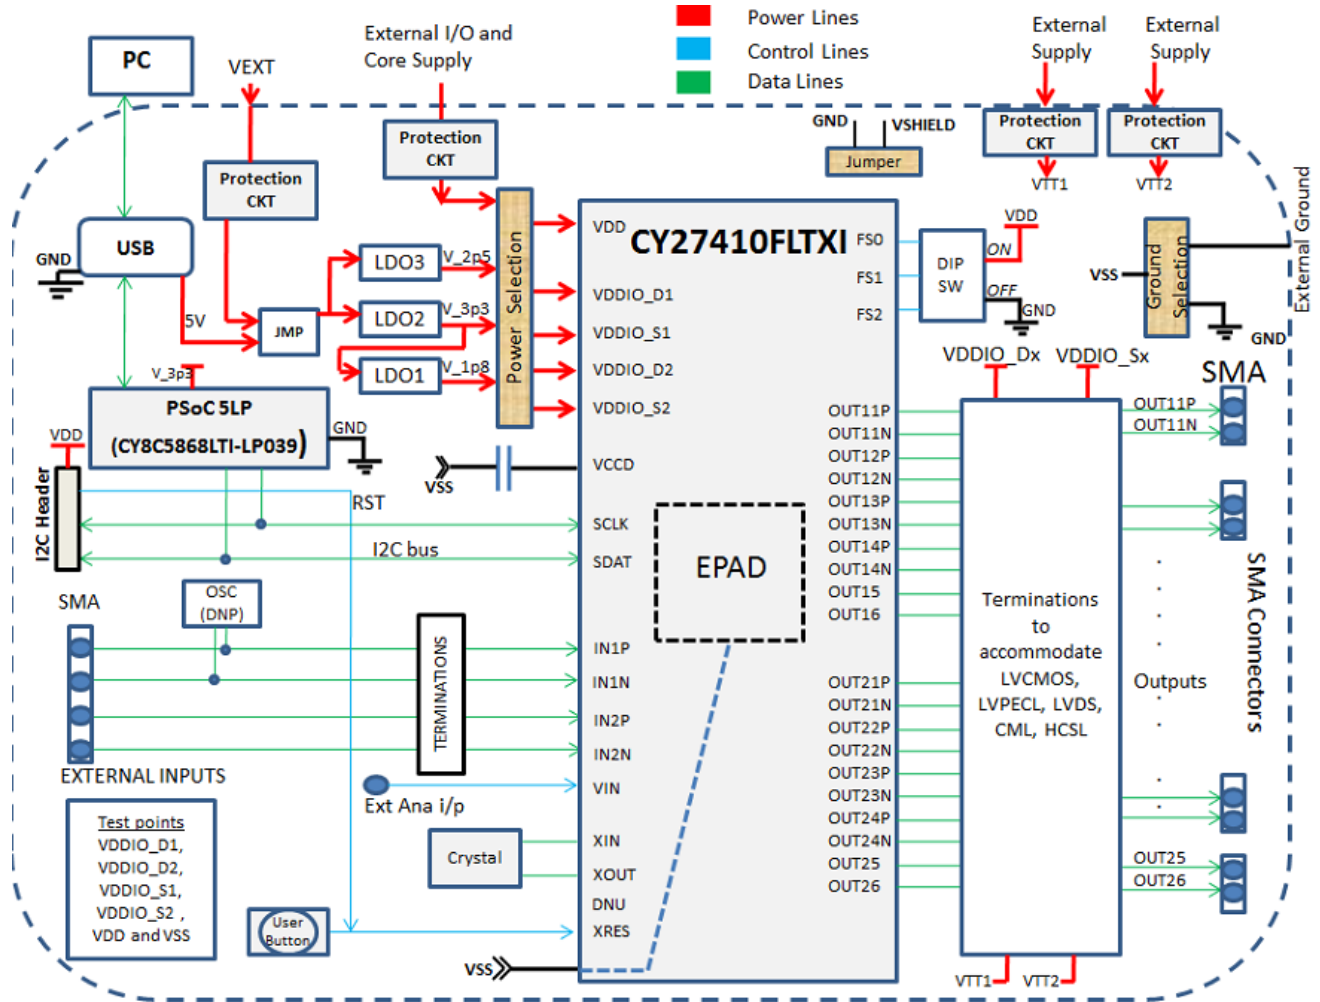 Power Lines
Control Lines
Data Lines
External I/O and
Core Supply
External
Supply
External
Supply
PC
VEXT
Protection
CKT
Protection
CKT
Protection
CKT
Protection
CKT
GND
VSHIELD
Jumper
VTT1
VTT2
External Ground
USB
GND
5V
JMP
LDO3
V_2p5
LDO2
V_3p3
LDO1
V_1p8
Power Selection
CY27410FLTXI
VDD
VDDIO_D1
VDDIO_S1
VDDIO_D2
VDDIO_S2
VCCD
SCLK
SDAT
IN1P
IN1N
IN2P
IN2N
VIN
XIN
XOUT
DNU
XRES
FS0
FS1
FS2
DIP
SW
VDD
ON
OFF
GND
VSS
Ground
Selection
GND
V_3p3
PSoC 5LP
(CY8C5868LTI-LP039)
GND
VDD
I2C Header
RST
I2C bus
VSS
EPAD
OSC
(DNP)
SMA
TERMINATIONS
EXTERNAL INPUTS
Ext Ana i/p
Crystal
User
Button
VSS
Test points
VDDIO_D1,
VDDIO_D2,
VDDIO_S1,
VDDIO_S2 ,
VDD and VSS
OUT11P
OUT11N
OUT12P
OUT12N
OUT13P
OUT13N
OUT14P
OUT14N
OUT15
OUT16
OUT21P
OUT21N
OUT22P
OUT22N
OUT23P
OUT23N
OUT24P
OUT24N
OUT25
OUT26
VDDIO_Dx
VDDIO_Sx
Terminations
to
accommodate
LVCMOS,
LVPECL, LVDS,
CML, HCSL
VTT1
VTT2
SMA
OUT11P
OUT11N
Outputs
SMA Connectors
OUT25
OUT26